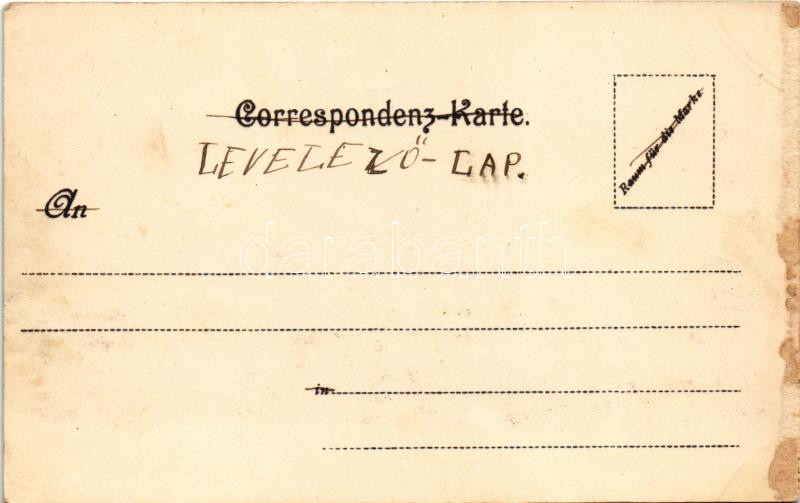 Correspondenz-Karte.
LEVELEZŐ-LAP.
Raum für die Marke
An
darabanth
in